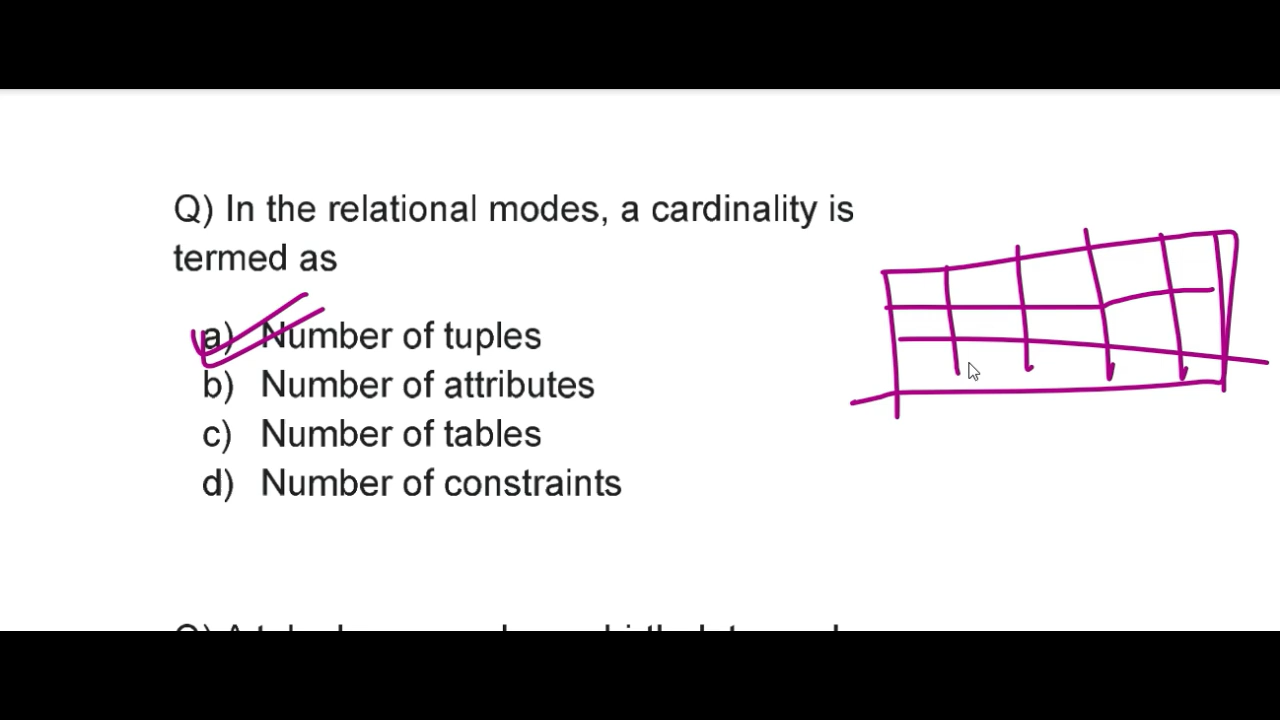 Q) In the relational modes, a cardinality is
termed as
a) Number of tuples
b) Number of attributes
c) Number of tables
d) Number of constraints